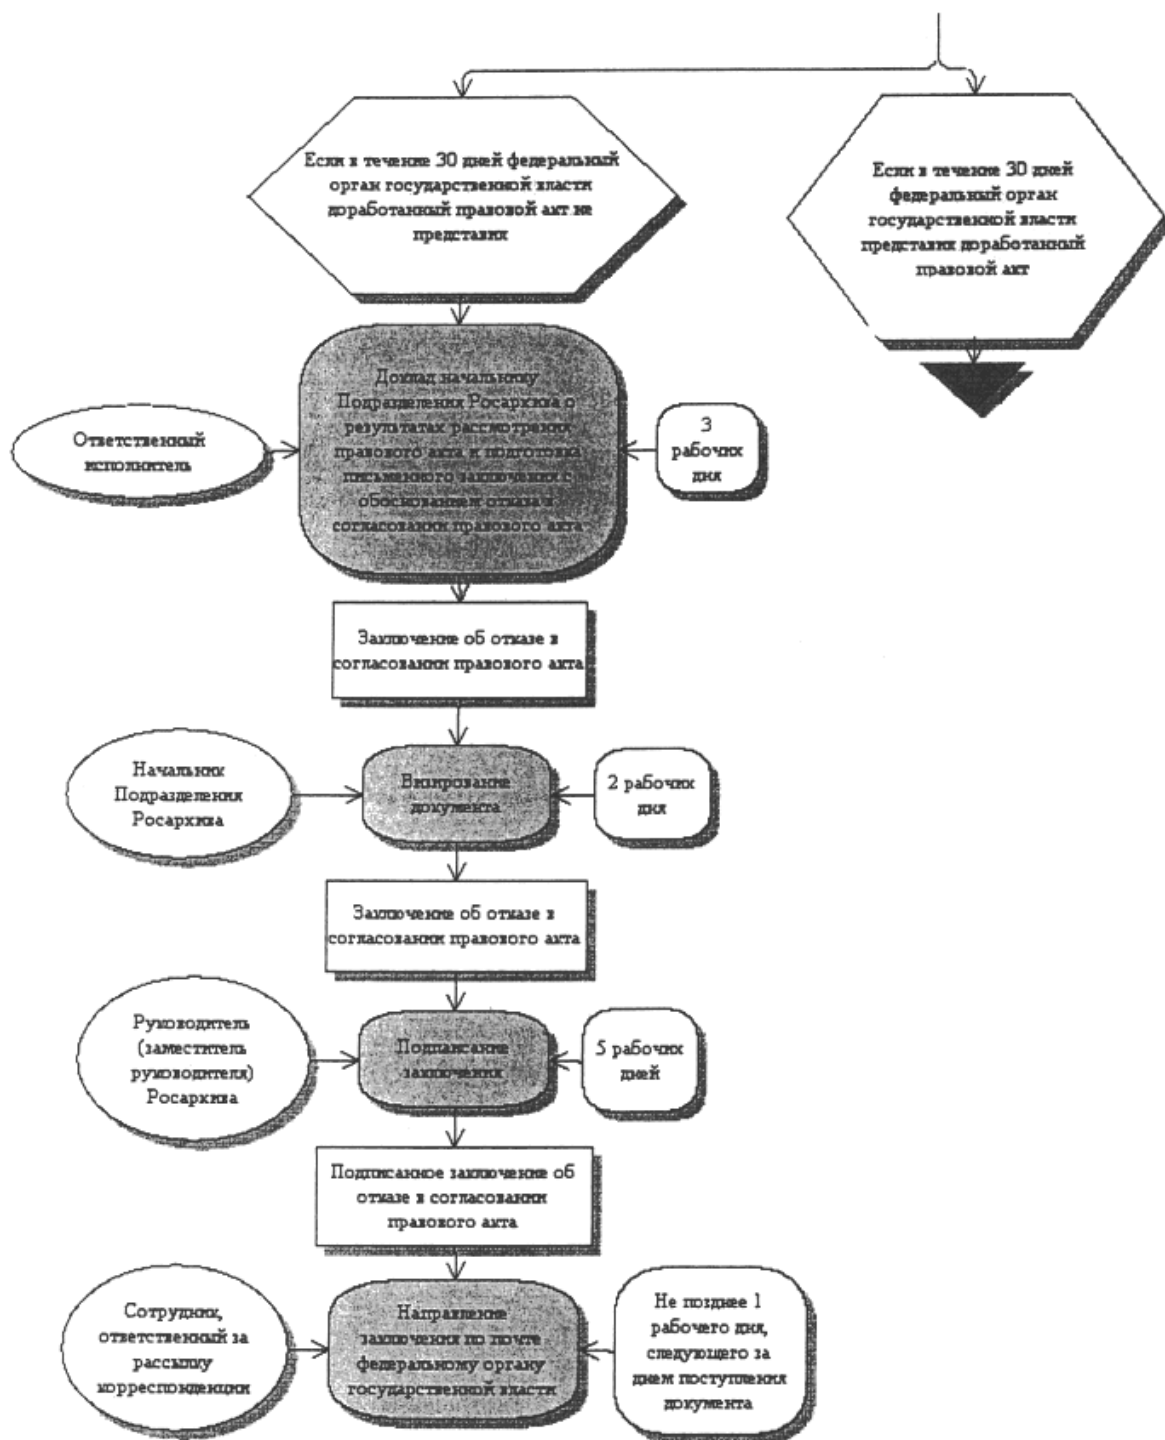 Если в течение 30 дней федеральный
орган государственной власти
доработанный правовой акт не
представил
Если в течение 30 дней
федеральный орган
государственной власти
представил доработанный
правовой акт
Доклад начальнику
Подразделения Росархива о
результатах рассмотрения
правового акта и подготовка
письменного заключения с
обоснованием отказа в
согласовании правового акта
Ответственный
исполнитель
3
рабочих
дня
Заключение об отказе в
согласовании правового акта
Начальник
Подразделения
Росархива
Визирование
документа
2 рабочих
дня
Заключение об отказе в
согласовании правового акта
Руководитель
(заместитель
руководителя)
Росархива
Подписание
заключения
5 рабочих
дней
Подписанное заключение об
отказе в согласовании
правового акта
Сотрудник,
ответственный за
рассылку
корреспонденции
Направление
заключения по почте
федеральному органу
государственной власти
Не позднее 1
рабочего дня,
следующего за
днем поступления
документа